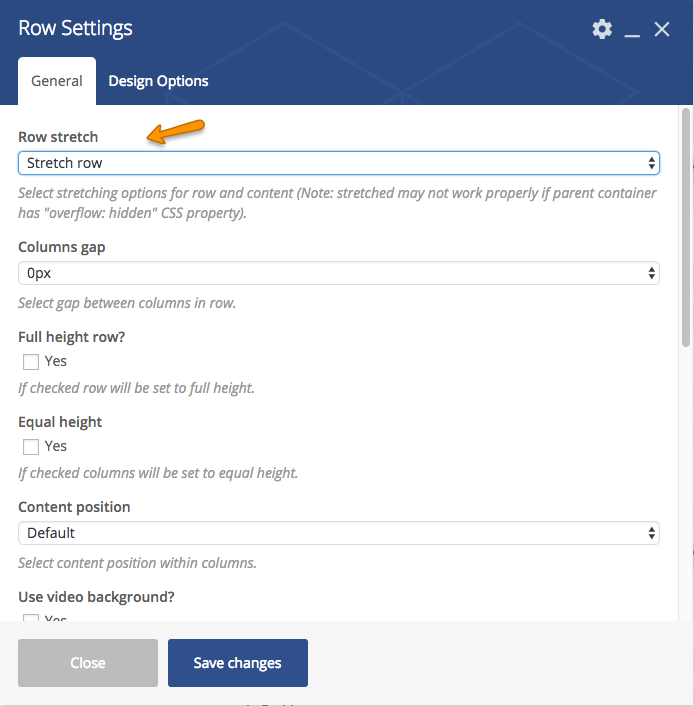 Row Settings
General
Design Options
Row stretch
Stretch row
Select stretching options for row and content (Note: stretched may not work properly if parent container
has "overflow: hidden" CSS property).
Columns gap
0px
Select gap between columns in row.
Full height row?
Yes
If checked row will be set to full height.
Equal height
Yes
If checked columns will be set to equal height.
Content position
Default
Select content position within columns.
Use video background?
Yes
Close
Save changes